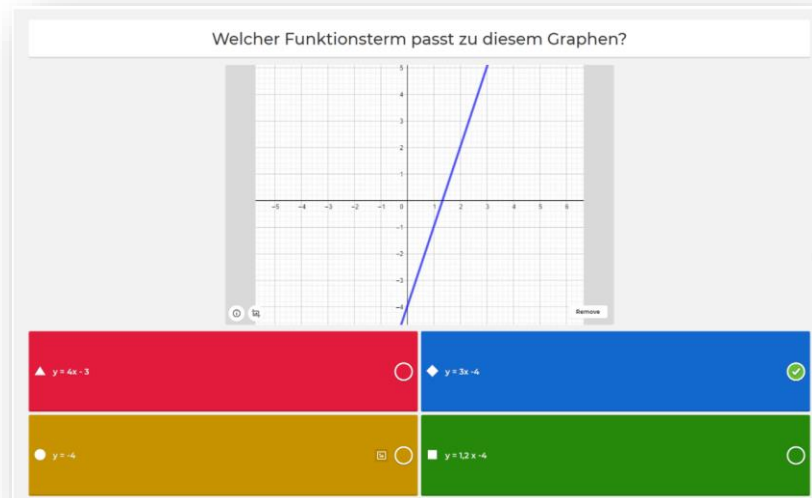 Welcher Funktionsterm passt zu diesem Graphen?
5
4
3
2
1
-5 -4 -3 -2 -1 0 1 2 3 4 5 6
-1
-2
-3
-4
Remove
y = 4x - 3
y = 3x -4
y = -4
y = 1,2 x -4